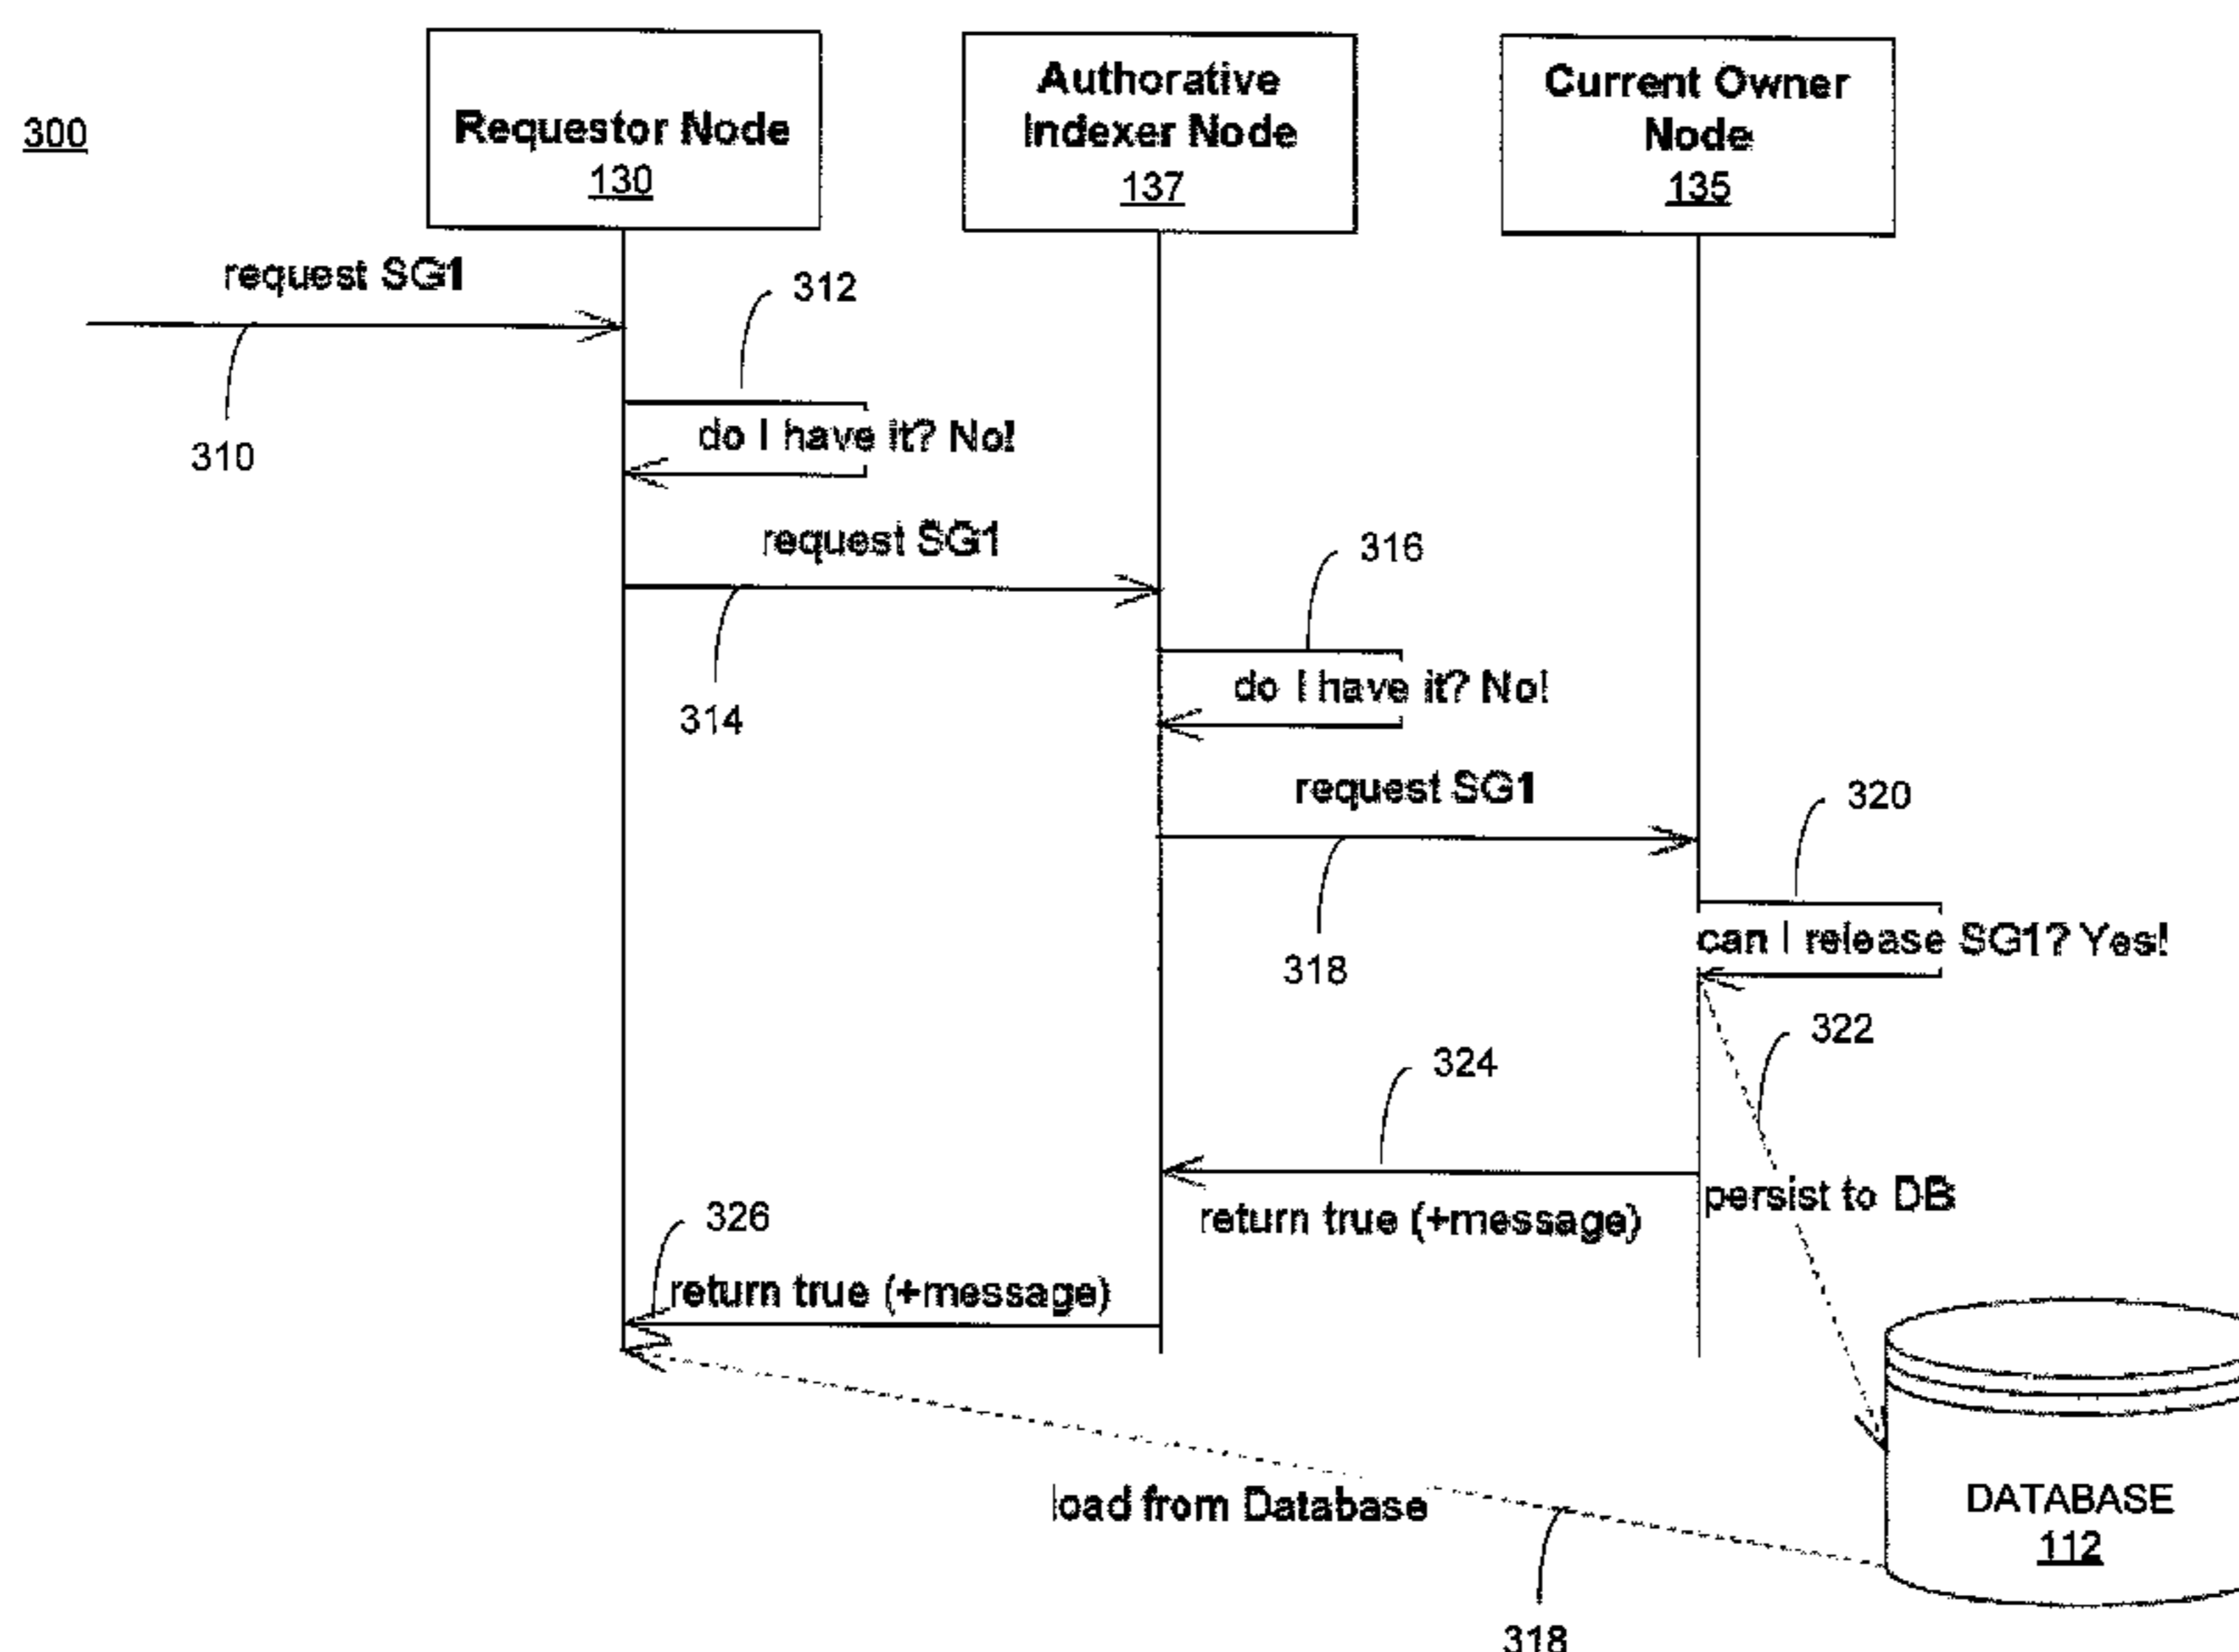 300
Requestor Node
130
Authorative
Indexer Node
137
Current Owner
Node
135
request SG1
310
312
do I have it? No!
request SG1
314
316
do I have it? No!
request SG1
318
320
can I release SG1? Yes!
322
324
persist to DB
return true (+message)
326
return true (+message)
load from Database
318
DATABASE
112